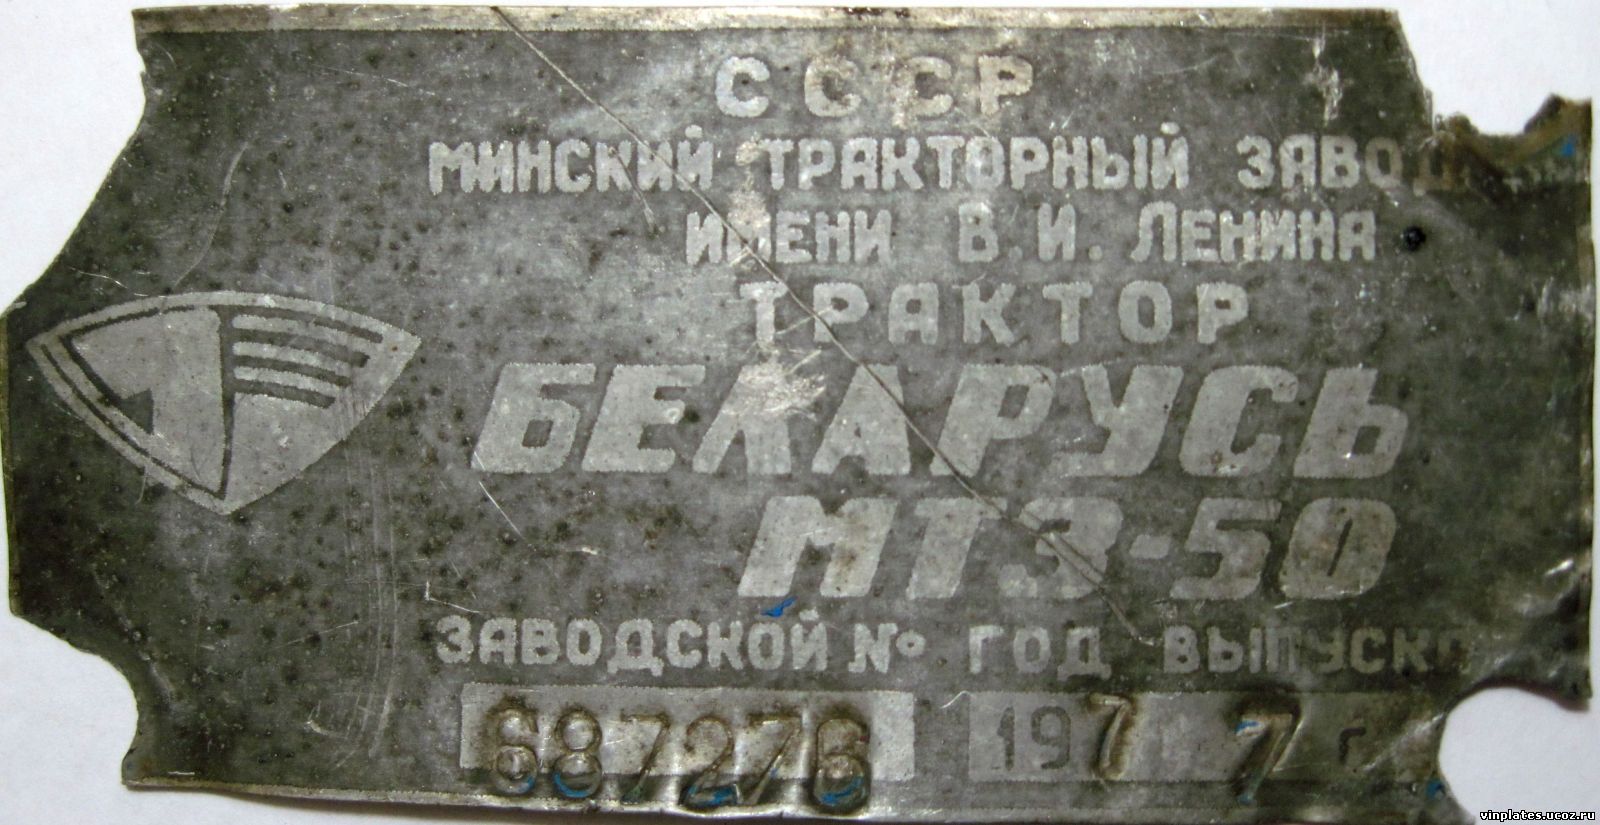 СССР
МИНСКИЙ ТРАКТОРНЫЙ ЗАВОД
ИМЕНИ В.И. ЛЕНИНА
ТРАКТОР
БЕЛАРУСЬ
МТЗ-50
ЗАВОДСКОЙ № ГОД ВЫПУСКА
687276 1977 г
vinplates.ucoz.ru